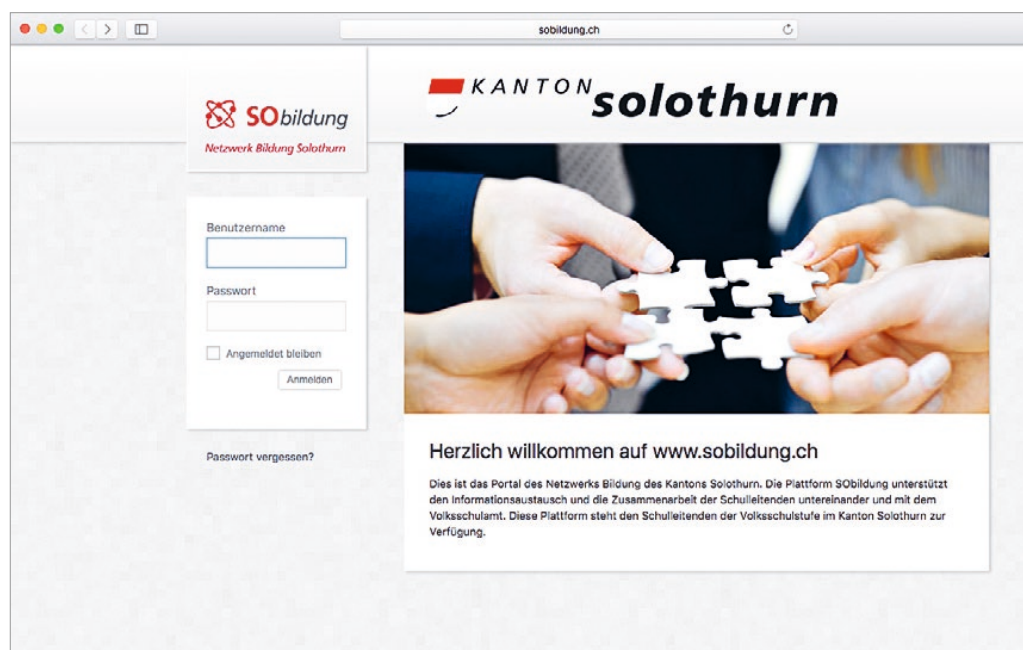 sobildung.ch
SObildung
Netzwerk Bildung Solothurn
KANTON solothurn
Benutzername
Passwort
Angemeldet bleiben
Anmelden
Passwort vergessen?
Herzlich willkommen auf www.sobildung.ch
Dies ist das Portal des Netzwerks Bildung des Kantons Solothurn. Die Plattform SObildung unterstützt
den Informationsaustausch und die Zusammenarbeit der Schulleitenden untereinander und mit dem
Volksschulamt. Diese Plattform steht den Schulleitenden der Volksschulstufe im Kanton Solothurn zur
Verfügung.